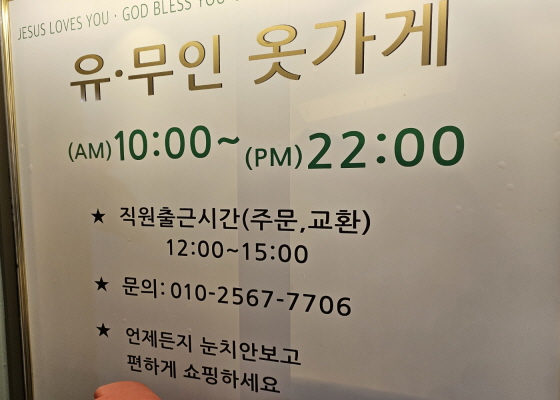 JESUS LOVES YOU · GOD BLESS YOU ·
유·무인 옷가게
(AM)10:00~(PM)22:00
★ 직원출근시간(주문,교환)
12:00~15:00
★ 문의:010-2567-7706
★ 언제든지 눈치안보고
편하게 쇼핑하세요